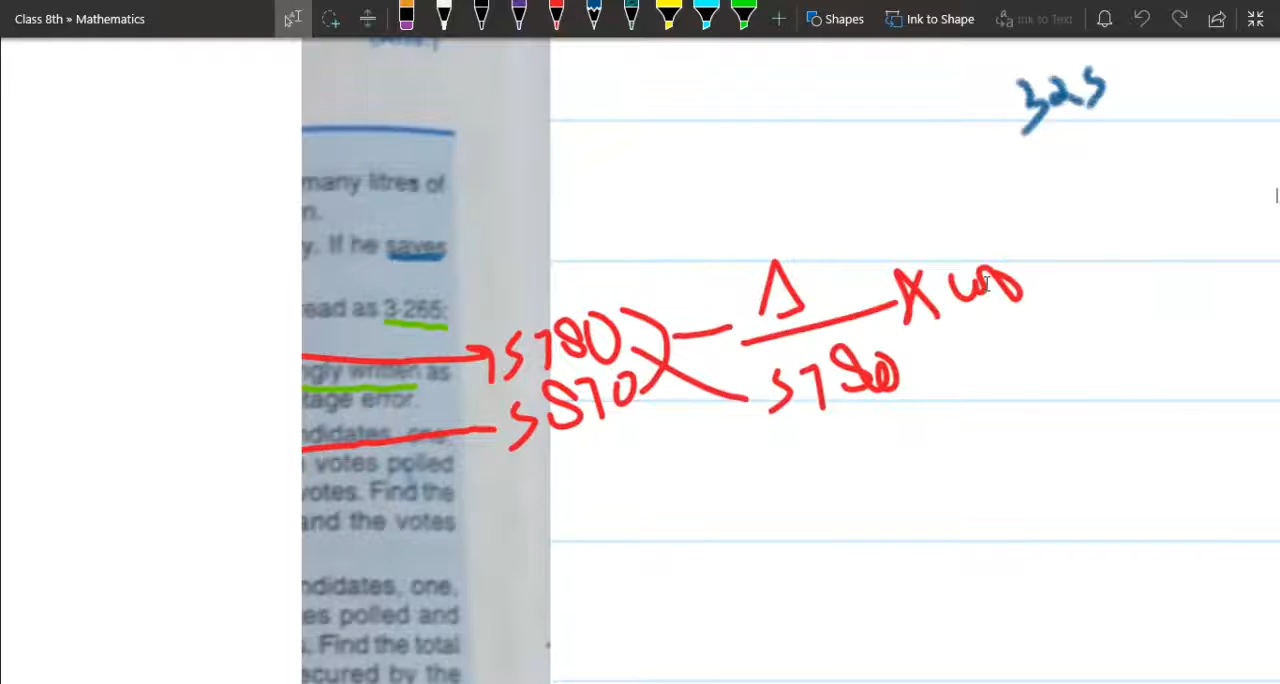 Class 8th » Mathematics
Shapes
Ink to Shape
Ink to Text
325
many litres of
n.
y. If he saves
ead as 3·265;
ngly written as
tage error.
ndidates, one,
votes polled
votes. Find the
and the votes
ndidates, one,
es polled and
. Find the total
ecured by the
5780
5870
Δ
5780
× 100